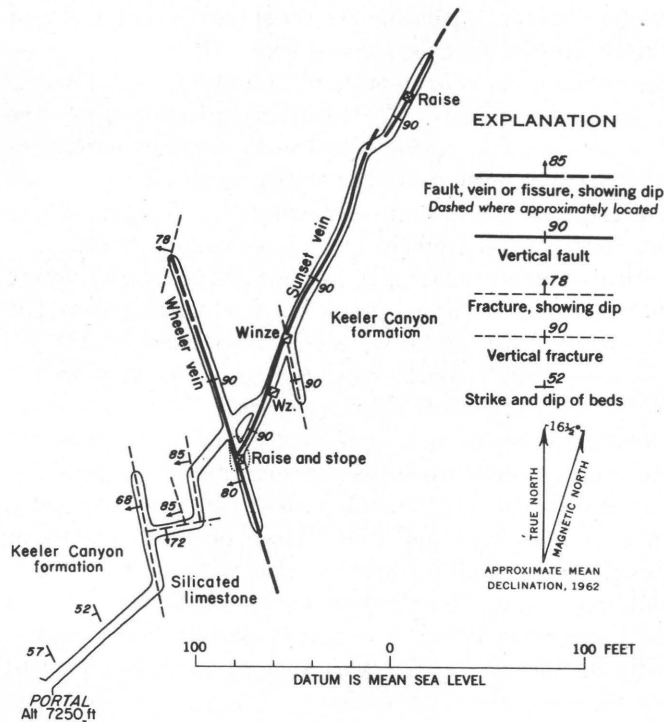 Raise
90
EXPLANATION
85
Fault, vein or fissure, showing dip
Dashed where approximately located
90
Vertical fault
78
Fracture, showing dip
90
Vertical fracture
52
Strike and dip of beds
16½°
TRUE NORTH
MAGNETIC NORTH
APPROXIMATE MEAN
DECLINATION, 1962
78
Wheeler vein
Sunset vein
90
Keeler Canyon
formation
Winze
90
90
Wz.
90
Raise and stope
85
80
68
85
72
Keeler Canyon
formation
Silicated
limestone
52
57
PORTAL
Alt 7250 ft
100
0
100 FEET
DATUM IS MEAN SEA LEVEL